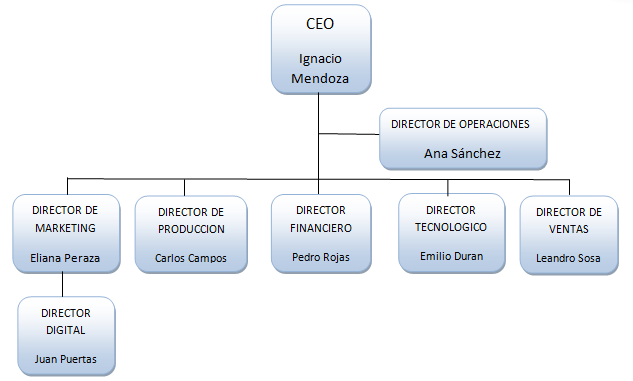 CEO
Ignacio
Mendoza
DIRECTOR DE OPERACIONES
Ana Sánchez
DIRECTOR DE
MARKETING
Eliana Peraza
DIRECTOR DE
PRODUCCION
Carlos Campos
DIRECTOR
FINANCIERO
Pedro Rojas
DIRECTOR
TECNOLOGICO
Emilio Duran
DIRECTOR DE
VENTAS
Leandro Sosa
DIRECTOR
DIGITAL
Juan Puertas